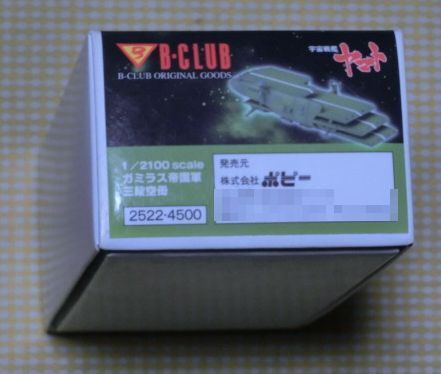 B-CLUB
B-CLUB ORIGINAL GOODS
宇宙戦艦
ヤマト
1/2100 scale
ガミラス帝國軍
三段空母
2522-4500
発売元
株式会社 ポピー